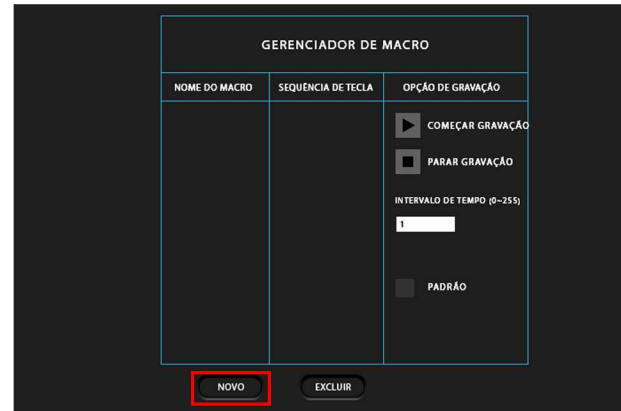 GERENCIADOR DE MACRO
NOME DO MACRO SEQUÊNCIA DE TECLA OPÇÃO DE GRAVAÇÃO
COMEÇAR GRAVAÇÃO
PARAR GRAVAÇÃO
INTERVALO DE TEMPO (0~255)
1
PADRÃO
NOVO EXCLUIR